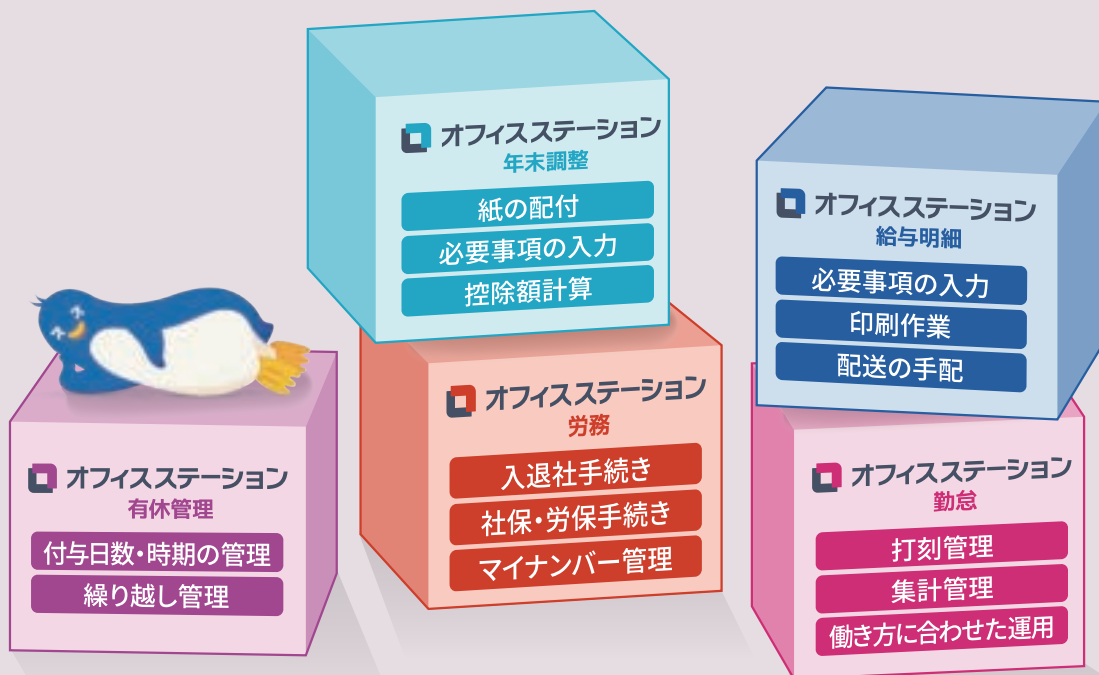 オフィスステーション
年末調整
紙の配付
必要事項の入力
控除額計算
オフィスステーション
給与明細
必要事項の入力
印刷作業
配送の手配
オフィスステーション
有休管理
付与日数・時期の管理
繰り越し管理
オフィスステーション
労務
入退社手続き
社保・労保手続き
マイナンバー管理
オフィスステーション
勤怠
打刻管理
集計管理
働き方に合わせた運用